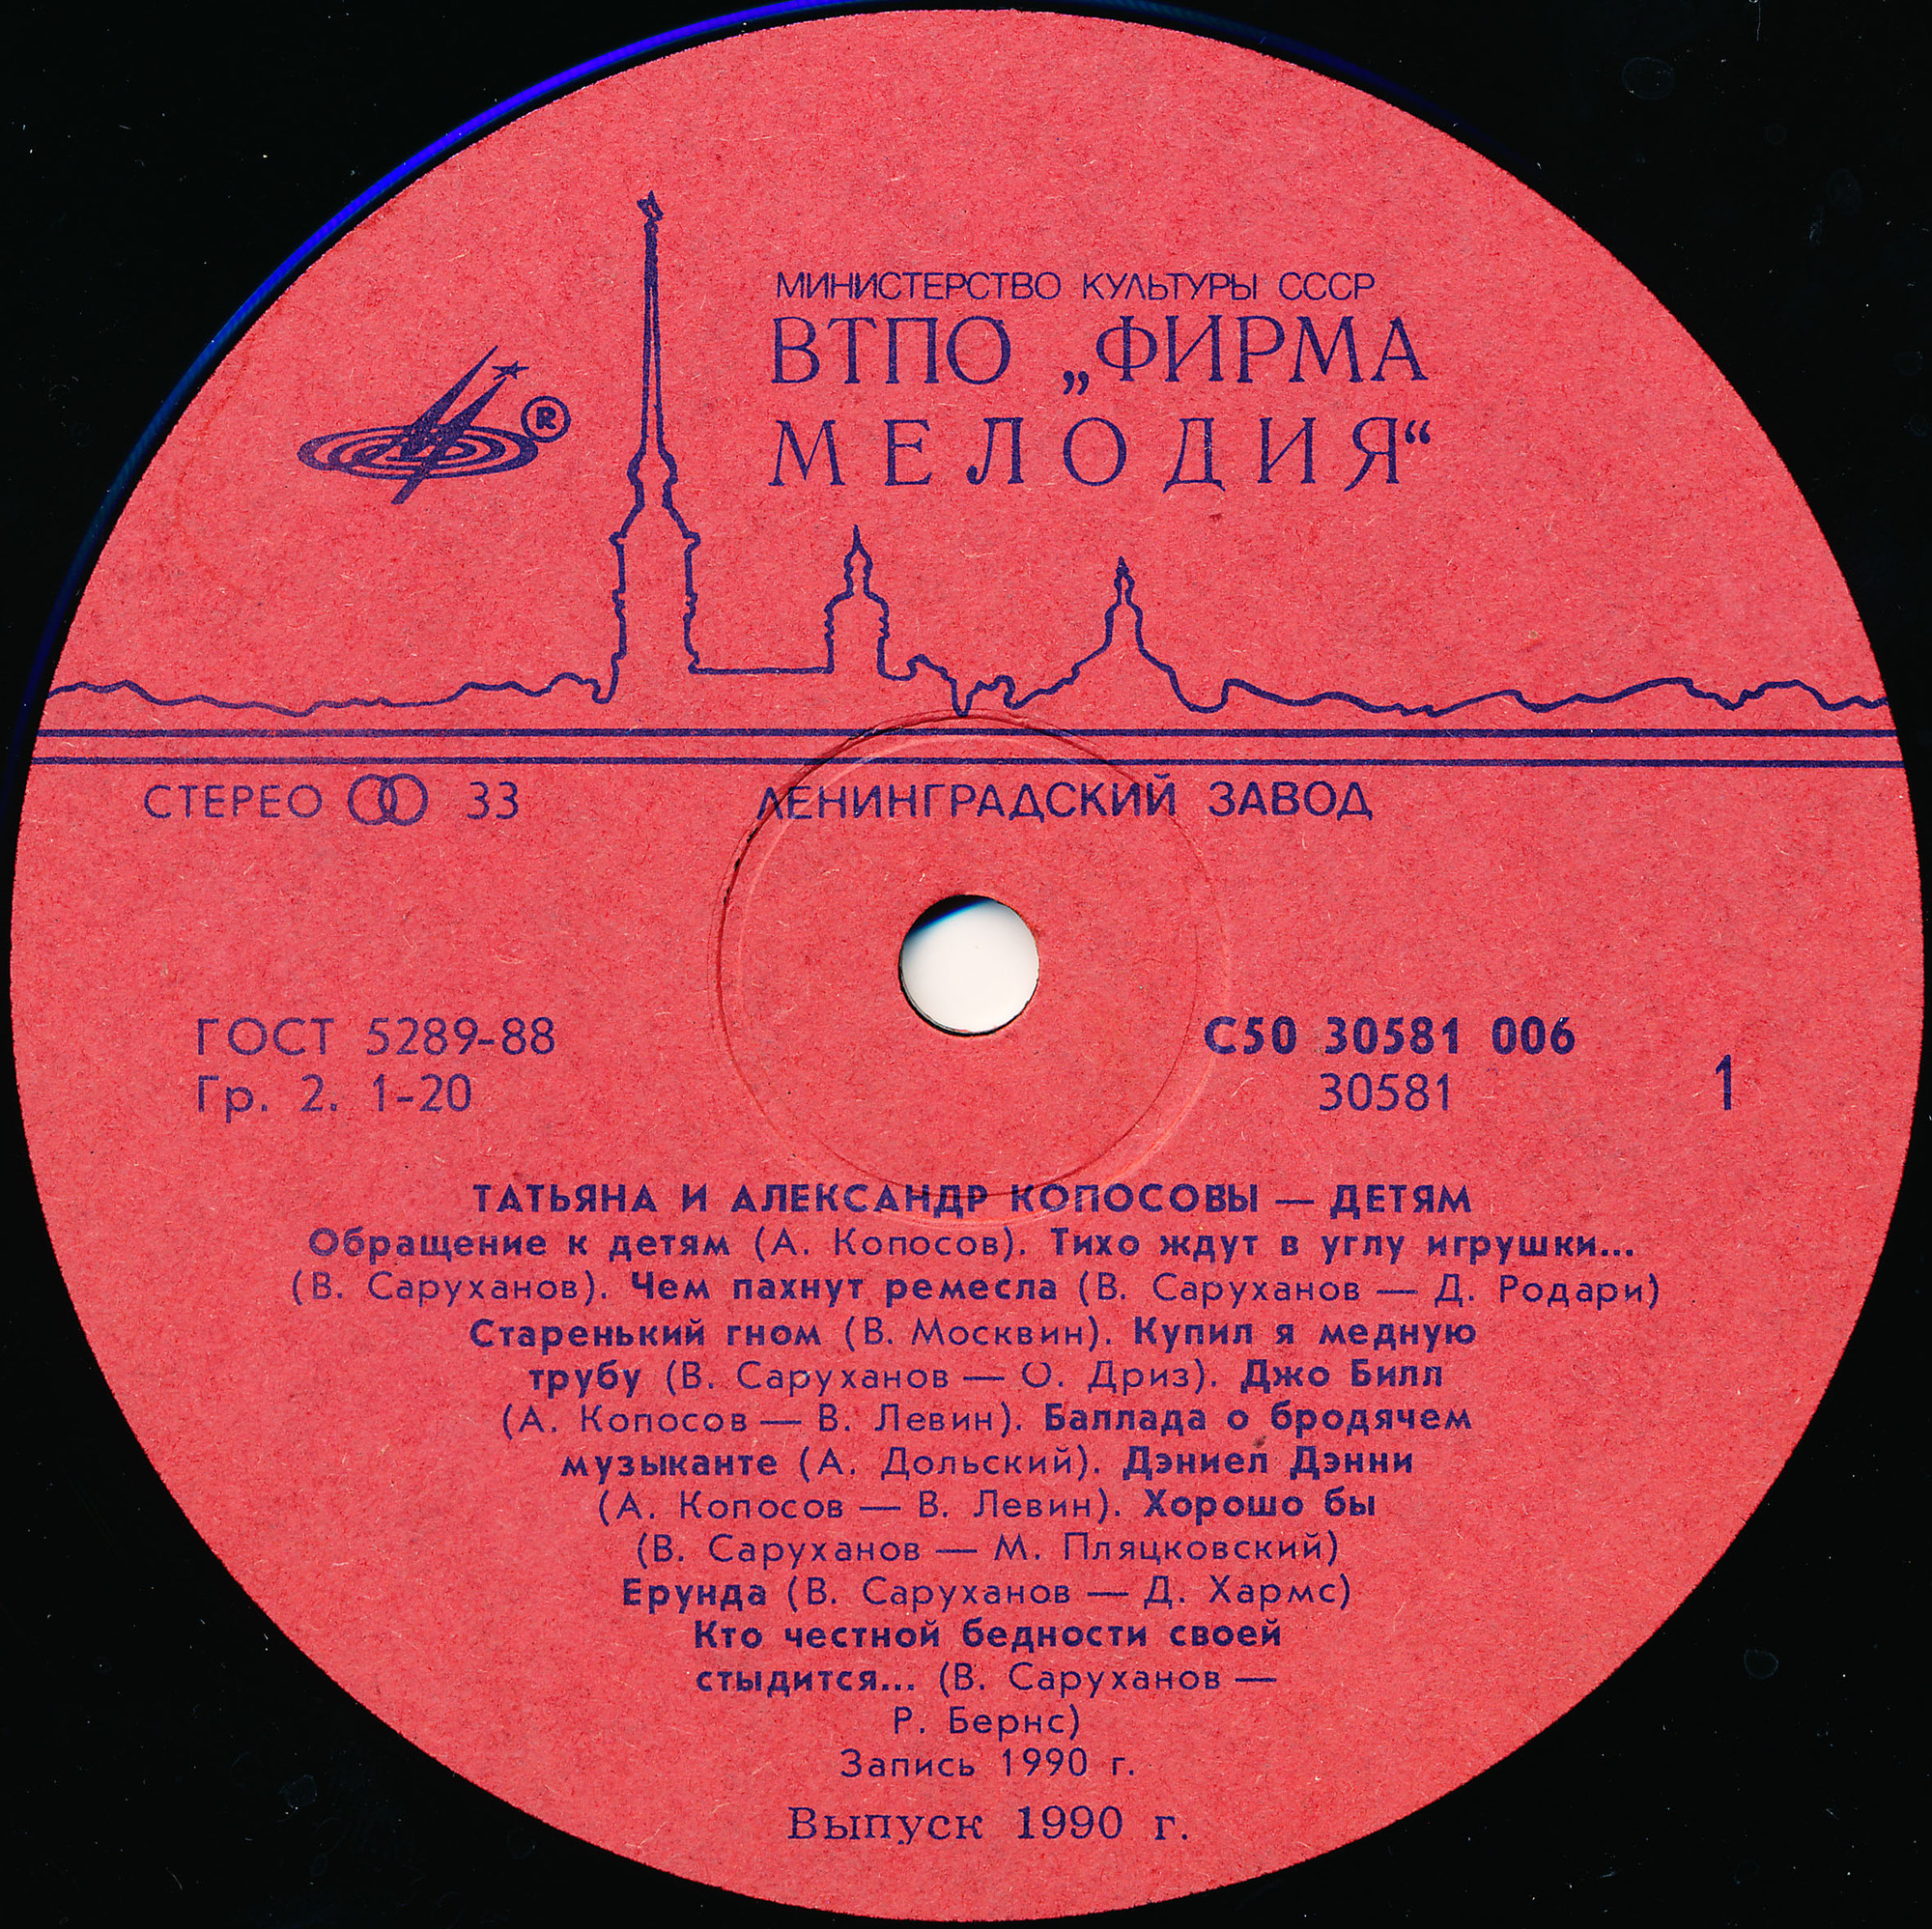 МИНИСТЕРСТВО КУЛЬТУРЫ СССР
ВТПО „ФИРМА
МЕЛОДИЯ“
®
СТЕРЕО 33
ЛЕНИНГРАДСКИЙ ЗАВОД
ГОСТ 5289-88
Гр. 2. 1-20
С50 30581 006
30581
1
ТАТЬЯНА И АЛЕКСАНДР КОПОСОВЫ — ДЕТЯМ
Обращение к детям (А. Копосов). Тихо ждут в углу игрушки...
(В. Саруханов). Чем пахнут ремесла (В. Саруханов — Д. Родари)
Старенький гном (В. Москвин). Купил я медную
трубу (В. Саруханов — О. Дриз). Джо Билл
(А. Копосов — В. Левин). Баллада о бродячем
музыканте (А. Дольский). Дэниел Дэнни
(А. Копосов — В. Левин). Хорошо бы
(В. Саруханов — М. Пляцковский)
Ерунда (В. Саруханов — Д. Хармс)
Кто честной бедности своей
стыдится... (В. Саруханов —
Р. Бернс)
Запись 1990 г.
Выпуск 1990 г.